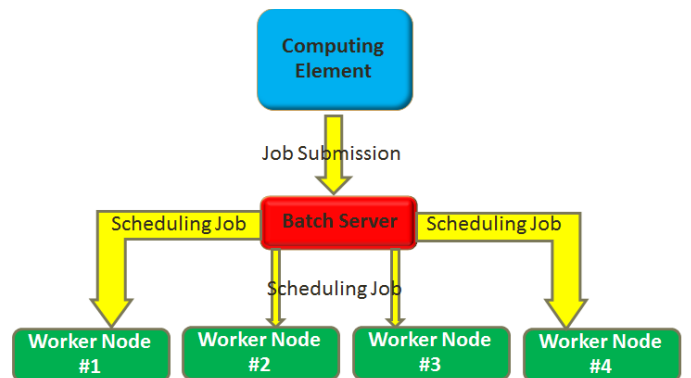 Computing
Element
Job Submission
Batch Server
Scheduling Job
Scheduling Job
Scheduling Job
Worker Node
#1
Worker Node
#2
Worker Node
#3
Worker Node
#4